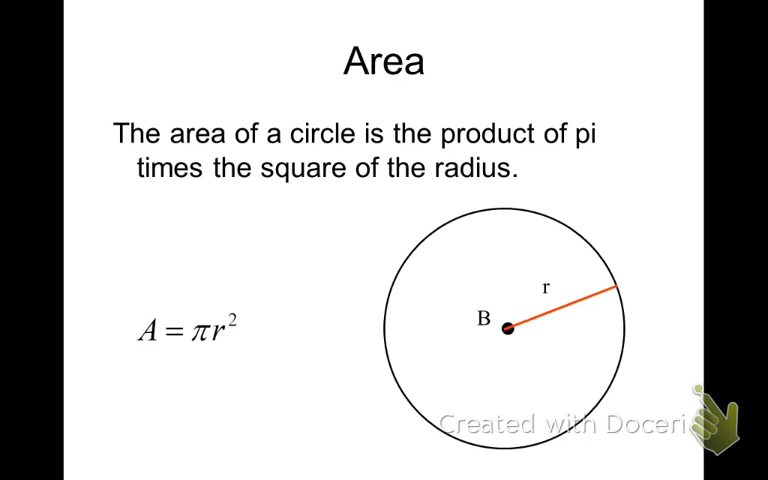 Area
The area of a circle is the product of pi
times the square of the radius.
r
B
A = πr²
Created with Doceri